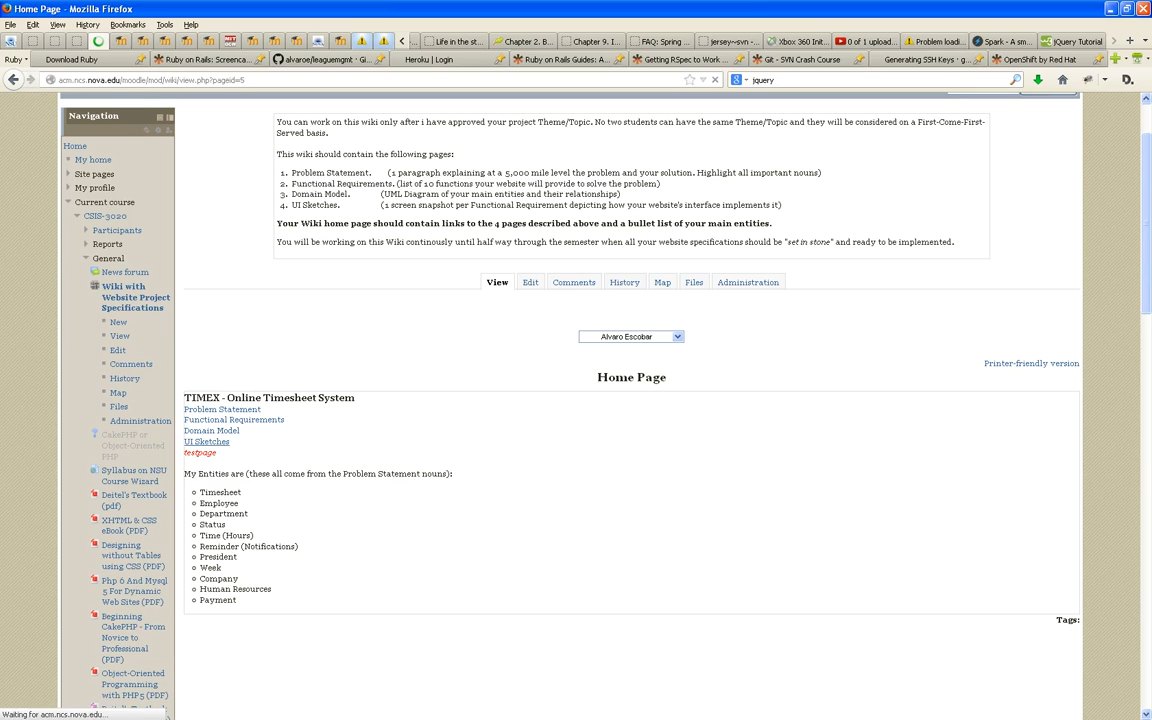 Home Page - Mozilla Firefox
File Edit View History Bookmarks Tools Help
Life in the st... Chapter 2. B... Chapter 9. I... FAQ: Spring ... jersey~svn -... Xbox 360 Init... 0 of 1 upload... Problem loadi... Spark - A sm... jQuery Tutorial
Ruby Download Ruby Ruby on Rails: Screenca... alvaroe/leaguemgmt · Gi... Heroku | Login Ruby on Rails Guides: A... Getting RSpec to Work ... Git - SVN Crash Course Generating SSH Keys · g... OpenShift by Red Hat
acm.ncs.nova.edu/moodle/mod/wiki/view.php?pageid=5
jquery
D.
Navigation
Home
My home
Site pages
My profile
Current course
CSIS-3020
Participants
Reports
General
News forum
Wiki with
Website Project
Specifications
New
View
Edit
Comments
History
Map
Files
Administration
CakePHP or
Object-Oriented
PHP
Syllabus on NSU
Course Wizard
Deitel's Textbook
(pdf)
XHTML & CSS
eBook (PDF)
Designing
without Tables
using CSS (PDF)
Php 6 And Mysql
5 For Dynamic
Web Sites (PDF)
Beginning
CakePHP - From
Novice to
Professional
(PDF)
Object-Oriented
Programming
with PHP5 (PDF)
You can work on this wiki only after i have approved your project Theme/Topic. No two students can have the same Theme/Topic and they will be considered on a First-Come-First-
Served basis.
This wiki should contain the following pages:
1. Problem Statement. (1 paragraph explaining at a 5,000 mile level the problem and your solution. Highlight all important nouns)
2. Functional Requirements. (list of 10 functions your website will provide to solve the problem)
3. Domain Model. (UML Diagram of your main entities and their relationships)
4. UI Sketches. (1 screen snapshot per Functional Requirement depicting how your website's interface implements it)
Your Wiki home page should contain links to the 4 pages described above and a bullet list of your main entities.
You will be working on this Wiki continously until half way through the semester when all your website specifications should be "set in stone" and ready to be implemented.
View Edit Comments History Map Files Administration
Alvaro Escobar
Printer-friendly version
Home Page
TIMEX - Online Timesheet System
Problem Statement
Functional Requirements
Domain Model
UI Sketches
testpage
My Entities are (these all come from the Problem Statement nouns):
Timesheet
Employee
Department
Status
Time (Hours)
Reminder (Notifications)
President
Week
Company
Human Resources
Payment
Tags:
Waiting for acm.ncs.nova.edu...